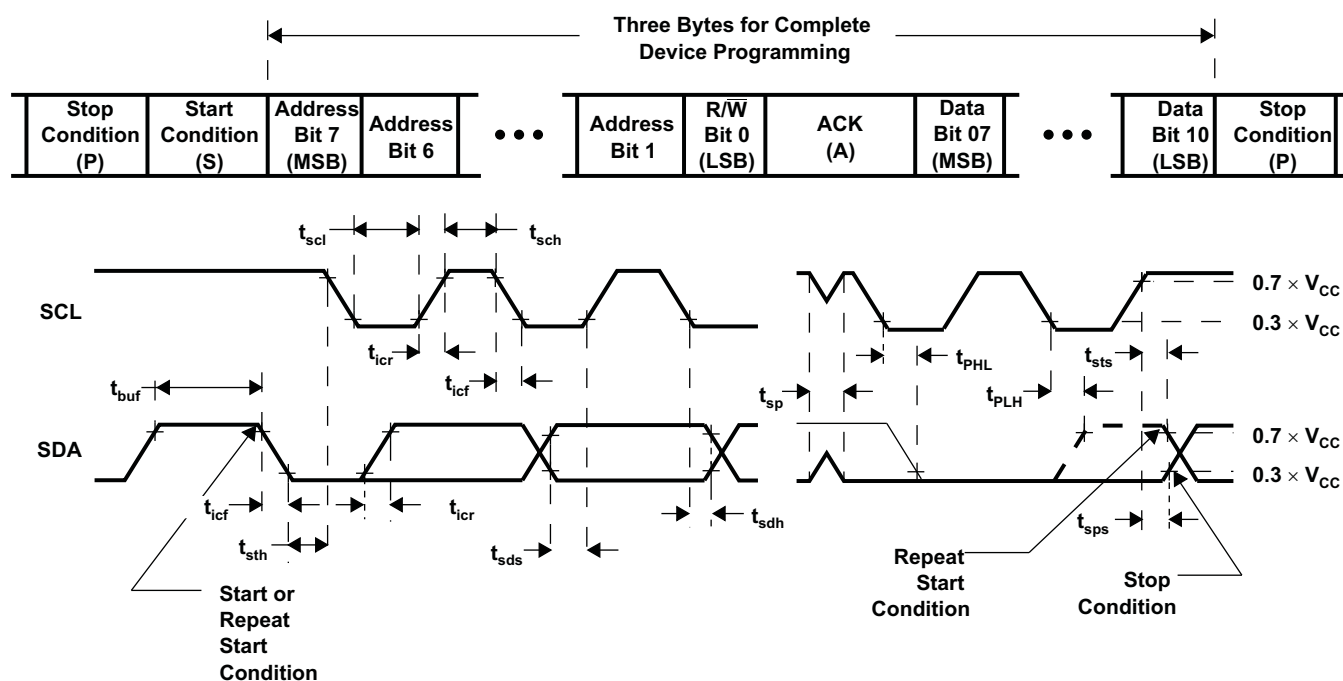 Three Bytes for Complete
Device Programming
Stop
Condition
(P)
Start
Condition
(S)
Address
Bit 7
(MSB)
Address
Bit 6
•••
Address
Bit 1
R/W̅
Bit 0
(LSB)
ACK
(A)
Data
Bit 07
(MSB)
•••
Data
Bit 10
(LSB)
Stop
Condition
(P)
tscl
tsch
SCL
0.7 × VCC
0.3 × VCC
ticr
tPHL
tsts
tbuf
ticf
tsp
tPLH
SDA
0.7 × VCC
0.3 × VCC
ticf
ticr
tsdh
tsth
tsds
tsps
Start or
Repeat
Start
Condition
Repeat
Start
Condition
Stop
Condition